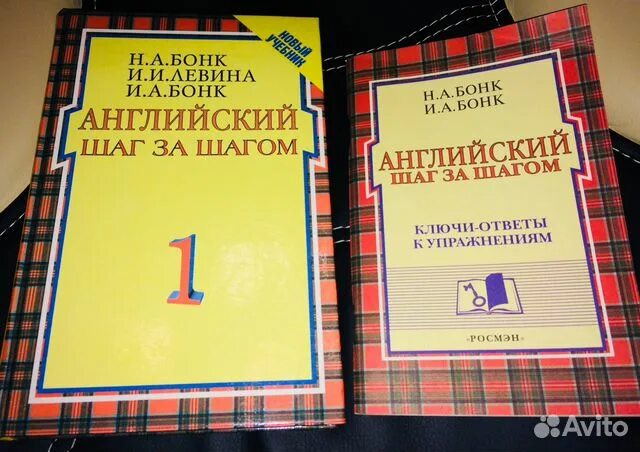 НОВЫЙ
УЧЕБНИК
Н.А.БОНК
И.И.ЛЕВИНА
И.А.БОНК
АНГЛИЙСКИЙ
ШАГ ЗА ШАГОМ
1
Н.А.БОНК
И.А.БОНК
АНГЛИЙСКИЙ
ШАГ ЗА ШАГОМ
КЛЮЧИ-ОТВЕТЫ
К УПРАЖНЕНИЯМ
«РОСМЭН»
Avito